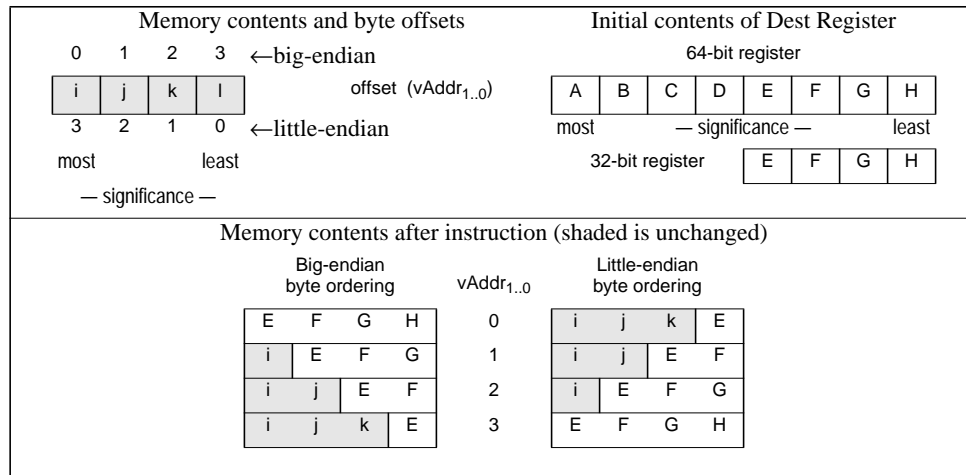 Memory contents and byte offsets
0 1 2 3 ←big-endian
i j k l offset (vAddr1..0)
3 2 1 0 ←little-endian
most least
— significance —
Initial contents of Dest Register
64-bit register
A B C D E F G H
most — significance — least
32-bit register E F G H
Memory contents after instruction (shaded is unchanged)
Big-endian
byte ordering
vAddr1..0
Little-endian
byte ordering
E F G H 0 i j k E
i E F G 1 i j E F
i j E F 2 i E F G
i j k E 3 E F G H